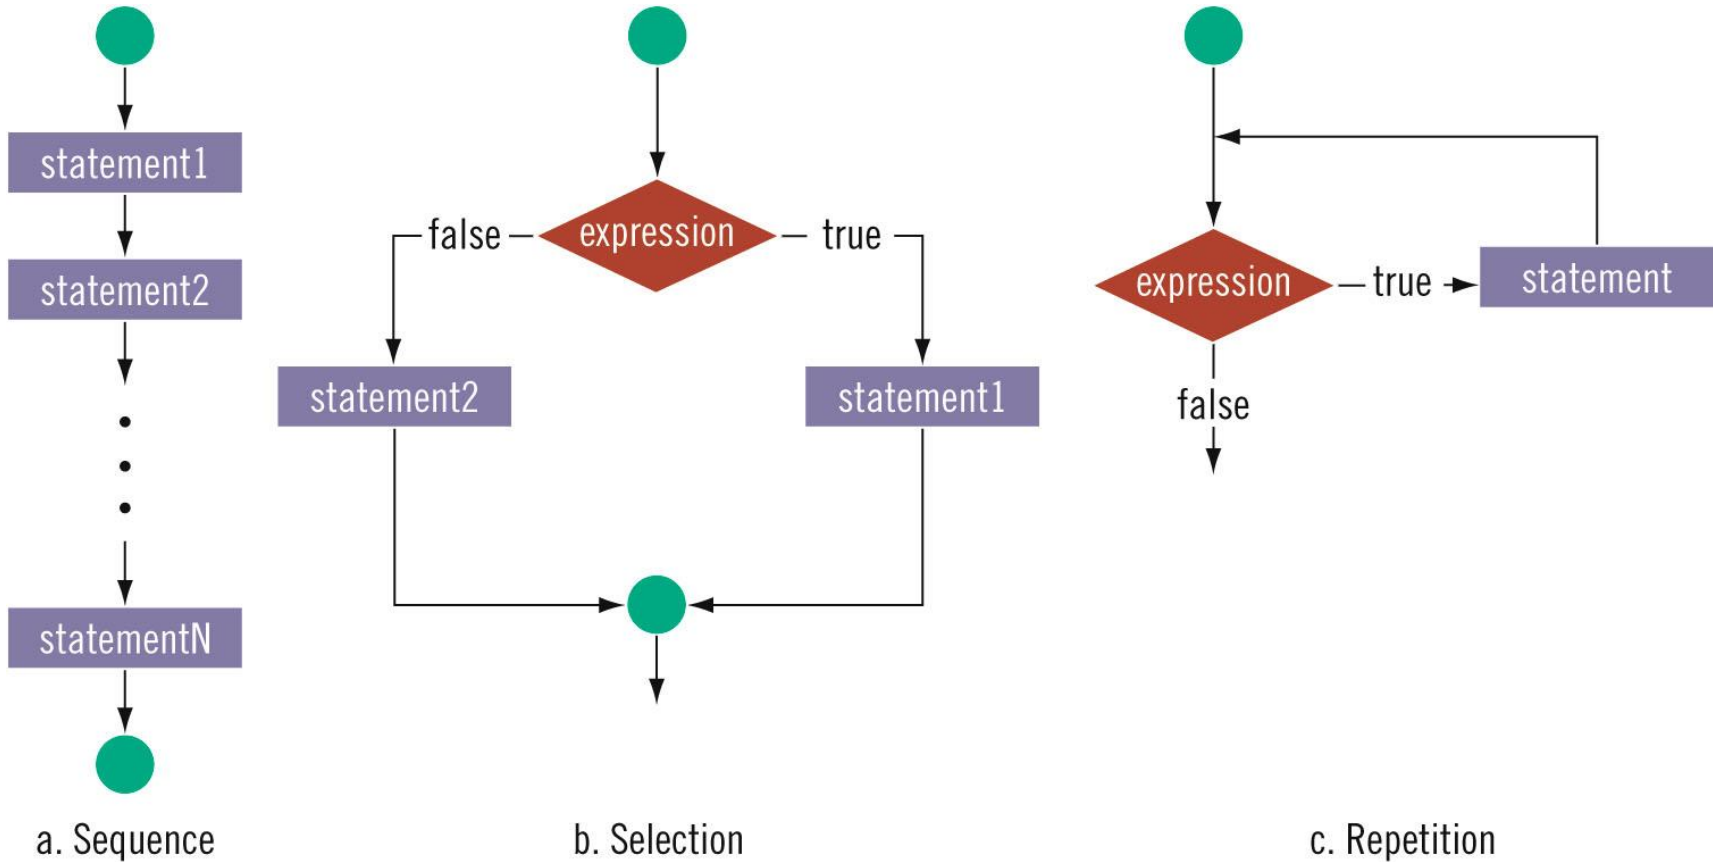 statement1
statement2
statementN
a. Sequence
expression
false
true
statement2
statement1
b. Selection
expression
true
statement
false
c. Repetition